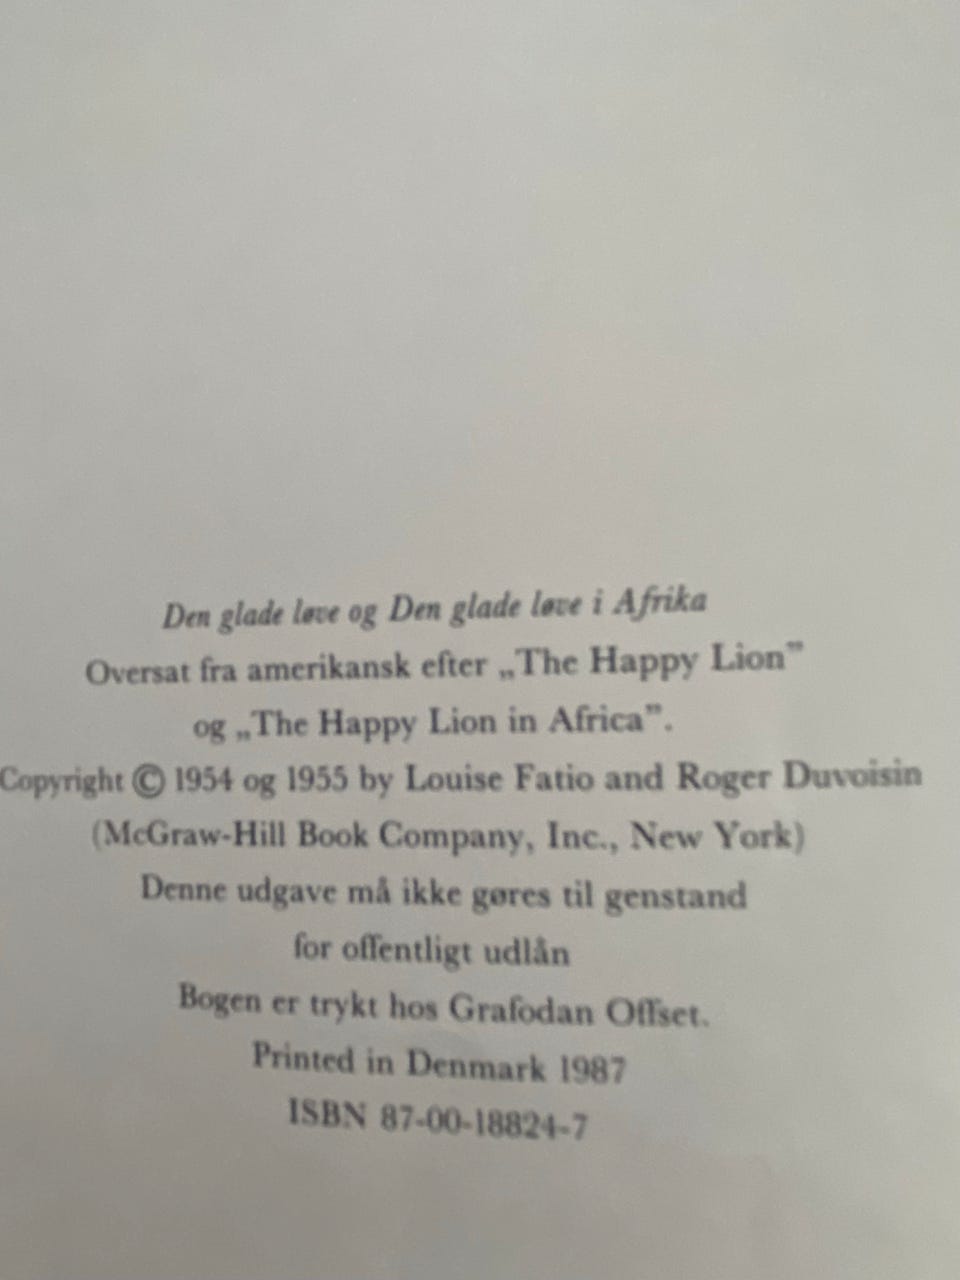 Den glade løve og Den glade løve i Afrika
Oversat fra amerikansk efter „The Happy Lion”
og „The Happy Lion in Africa”.
Copyright © 1954 og 1955 by Louise Fatio and Roger Duvoisin
(McGraw-Hill Book Company, Inc., New York)
Denne udgave må ikke gøres til genstand
for offentligt udlån
Bogen er trykt hos Grafodan Offset.
Printed in Denmark 1987
ISBN 87-00-18824-7